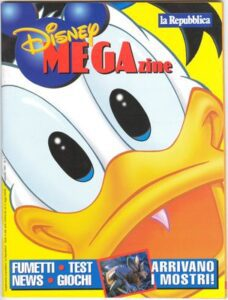 la Repubblica
DISNEY
MEGAzine
FUMETTI • TEST
NEWS • GIOCHI
ARRIVANO
I MOSTRI!